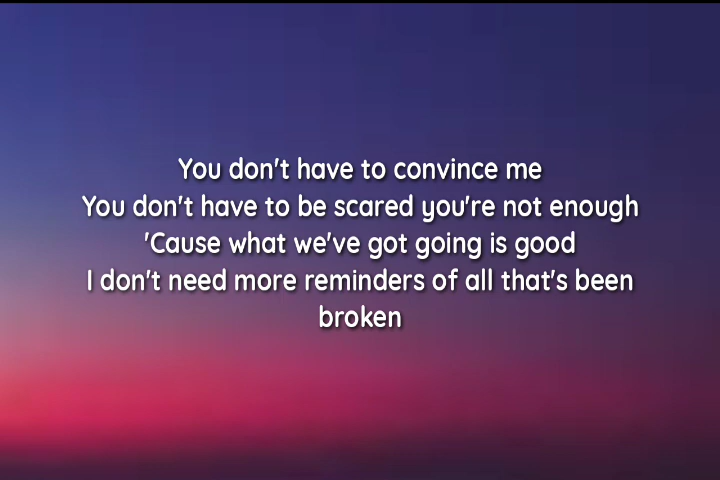 You don't have to convince me
You don't have to be scared you're not enough
'Cause what we've got going is good
I don't need more reminders of all that's been
broken